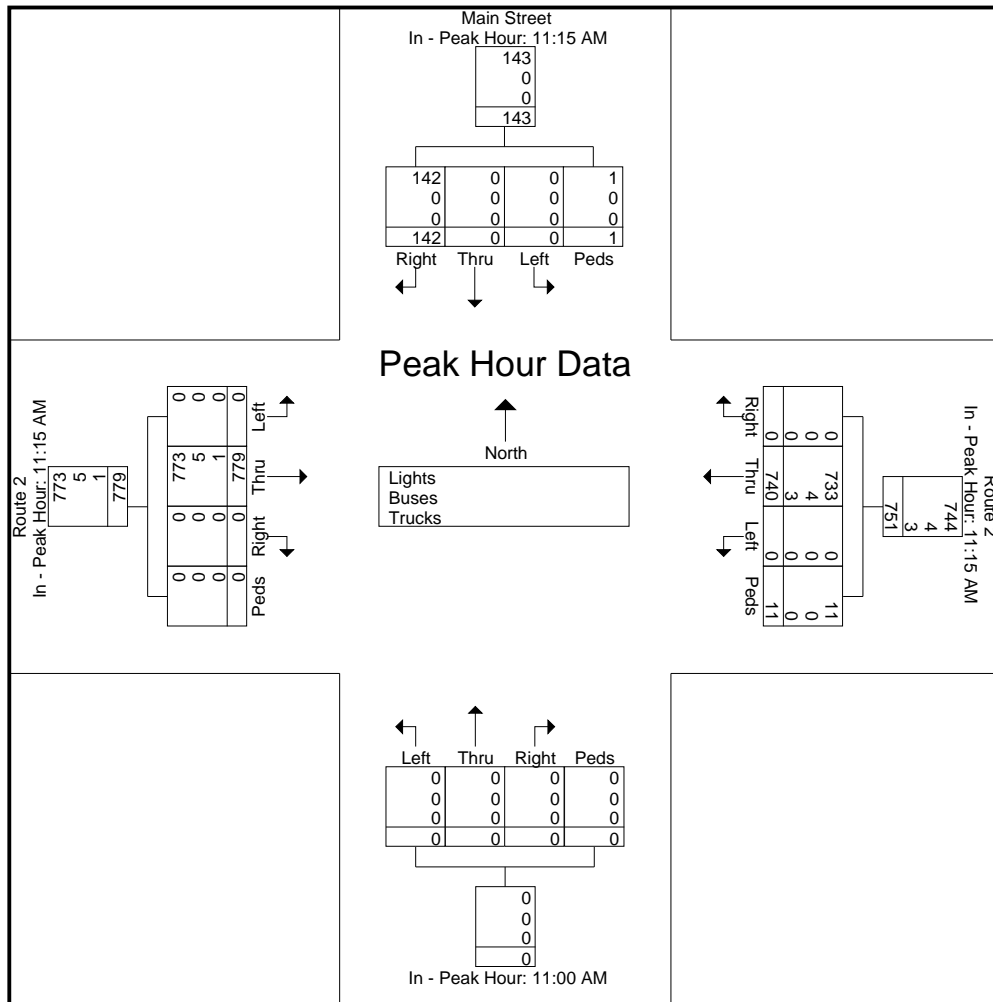 Main Street
In - Peak Hour: 11:15 AM
143
0
0
143
142 0 0 1
0 0 0 0
0 0 0 0
142 0 0 1
Right Thru Left Peds
Peak Hour Data
North
Lights
Buses
Trucks
Route 2
In - Peak Hour: 11:15 AM
773
5
1
779
Left
0
0
0
0
Thru
773
5
1
779
Right
0
0
0
0
Peds
0
0
0
0
Route 2
In - Peak Hour: 11:15 AM
744
4
3
751
Right
0
0
0
0
Thru
733
4
3
740
Left
0
0
0
0
Peds
11
0
0
11
Left Thru Right Peds
0 0 0 0
0 0 0 0
0 0 0 0
0 0 0 0
0
0
0
0
In - Peak Hour: 11:00 AM